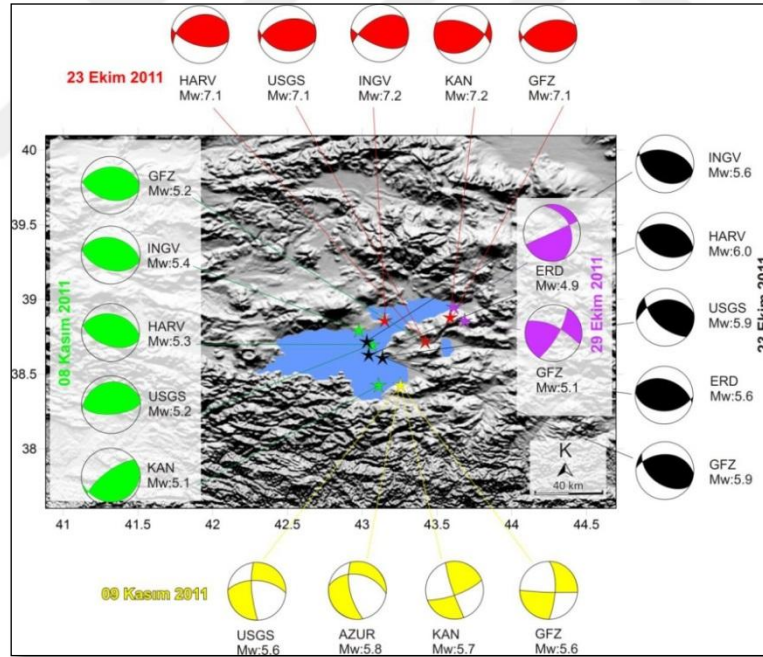 23 Ekim 2011
HARV
Mw:7.1
USGS
Mw:7.1
INGV
Mw:7.2
KAN
Mw:7.2
GFZ
Mw:7.1
08 Kasım 2011
GFZ
Mw:5.2
INGV
Mw:5.4
HARV
Mw:5.3
USGS
Mw:5.2
KAN
Mw:5.1
29 Ekim 2011
ERD
Mw:4.9
GFZ
Mw:5.1
INGV
Mw:5.6
HARV
Mw:6.0
USGS
Mw:5.9
ERD
Mw:5.6
GFZ
Mw:5.9
23 Ekim 2011
40
39.5
39
38.5
38
K
40 km
41
41.5
42
42.5
43
43.5
44
44.5
09 Kasım 2011
USGS
Mw:5.6
AZUR
Mw:5.8
KAN
Mw:5.7
GFZ
Mw:5.6